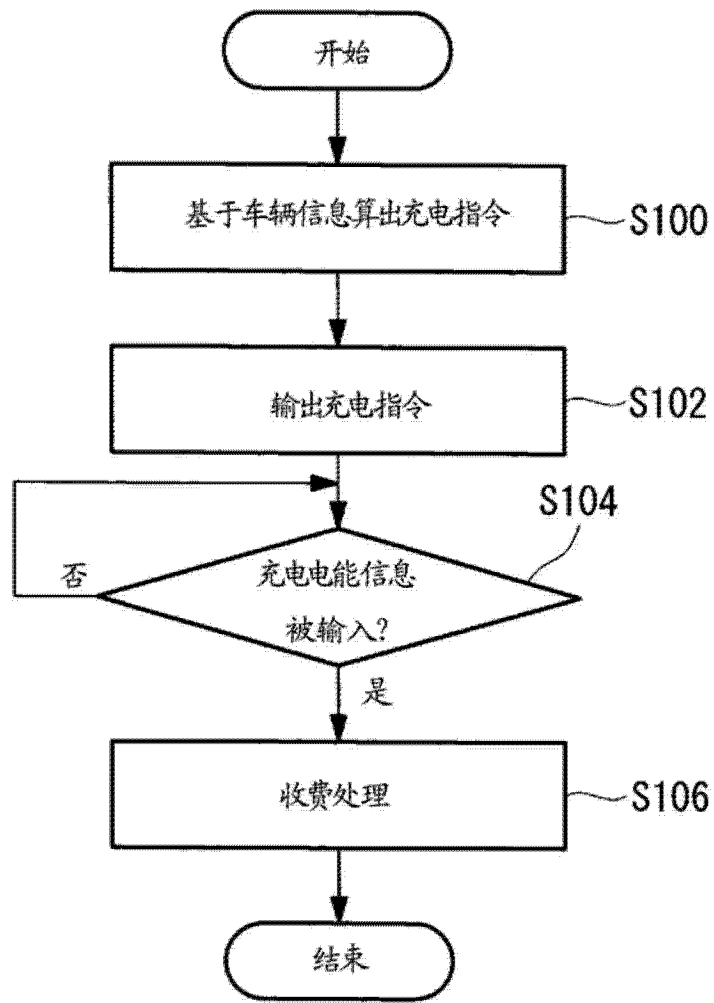 开始
基于车辆信息算出充电指令
S100
输出充电指令
S102
S104
充电电能信息
被输入?
否
是
收费处理
S106
结束